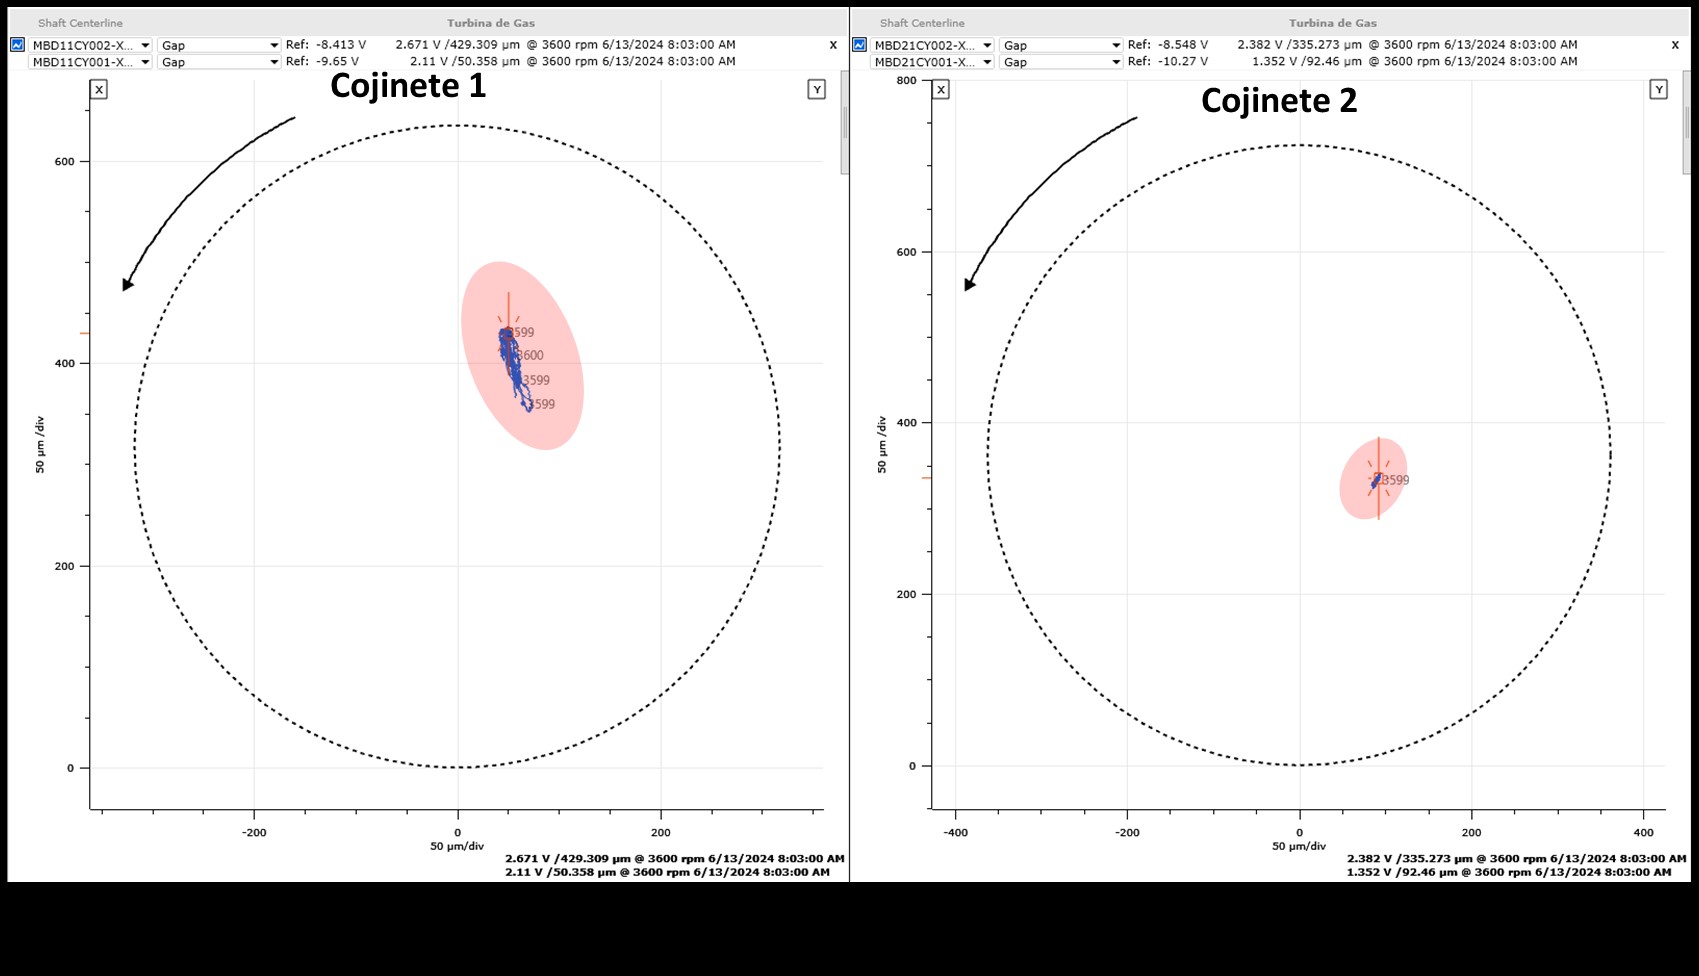 Shaft Centerline
Turbina de Gas
MBD11CY002-X...
Gap
Ref: -8.413 V
2.671 V /429.309 µm @ 3600 rpm 6/13/2024 8:03:00 AM
X
MBD11CY001-X...
Gap
Ref: -9.65 V
2.11 V /50.358 µm @ 3600 rpm 6/13/2024 8:03:00 AM
Cojinete 1
X
Y
600
400
200
0
50 µm /div
3599
3600
3599
3599
-200
0
200
50 µm/div
2.671 V /429.309 µm @ 3600 rpm 6/13/2024 8:03:00 AM
2.11 V /50.358 µm @ 3600 rpm 6/13/2024 8:03:00 AM
Shaft Centerline
Turbina de Gas
MBD21CY002-X...
Gap
Ref: -8.548 V
2.382 V /335.273 µm @ 3600 rpm 6/13/2024 8:03:00 AM
X
MBD21CY001-X...
Gap
Ref: -10.27 V
1.352 V /92.46 µm @ 3600 rpm 6/13/2024 8:03:00 AM
Cojinete 2
X
Y
800
600
400
200
0
50 µm /div
3599
-400
-200
0
200
400
50 µm/div
2.382 V /335.273 µm @ 3600 rpm 6/13/2024 8:03:00 AM
1.352 V /92.46 µm @ 3600 rpm 6/13/2024 8:03:00 AM